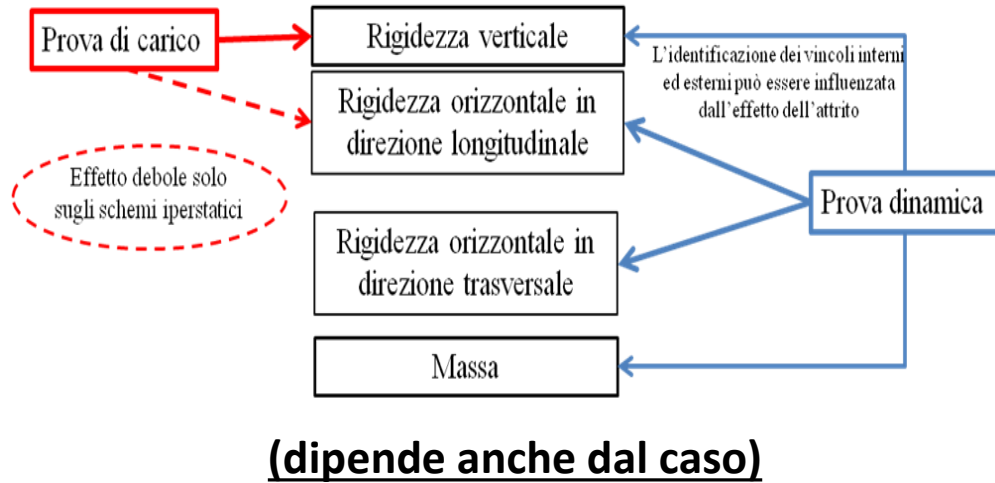 Prova di carico
Rigidezza verticale
L'identificazione dei vincoli interni
ed esterni può essere influenzata
dall'effetto dell'attrito
Rigidezza orizzontale in
direzione longitudinale
Effetto debole solo
sugli schemi iperstatici
Prova dinamica
Rigidezza orizzontale in
direzione trasversale
Massa
(dipende anche dal caso)